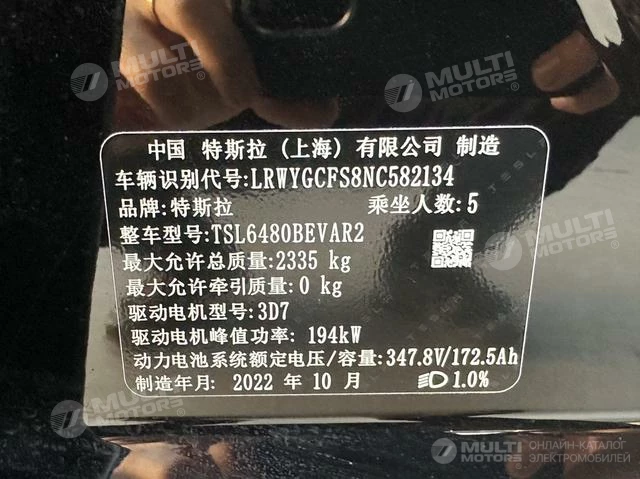 MULTI
MOTORS
MULTI
MOTORS
中国 特斯拉 (上海) 有限公司 制造
车辆识别代号:LRWYGCFS8NC582134
品牌:特斯拉 乘坐人数:5
整车型号:TSL6480BEVAR2
最大允许总质量:2335 kg
最大允许牵引质量:0 kg
驱动电机型号:3D7
驱动电机峰值功率: 194kW
动力电池系统额定电压/容量:347.8V/172.5Ah
制造年月: 2022 年 10 月 1.0%
MULTI
MOTORS
ОНЛАЙН-КАТАЛОГ
ЭЛЕКТРОМОБИЛЕЙ